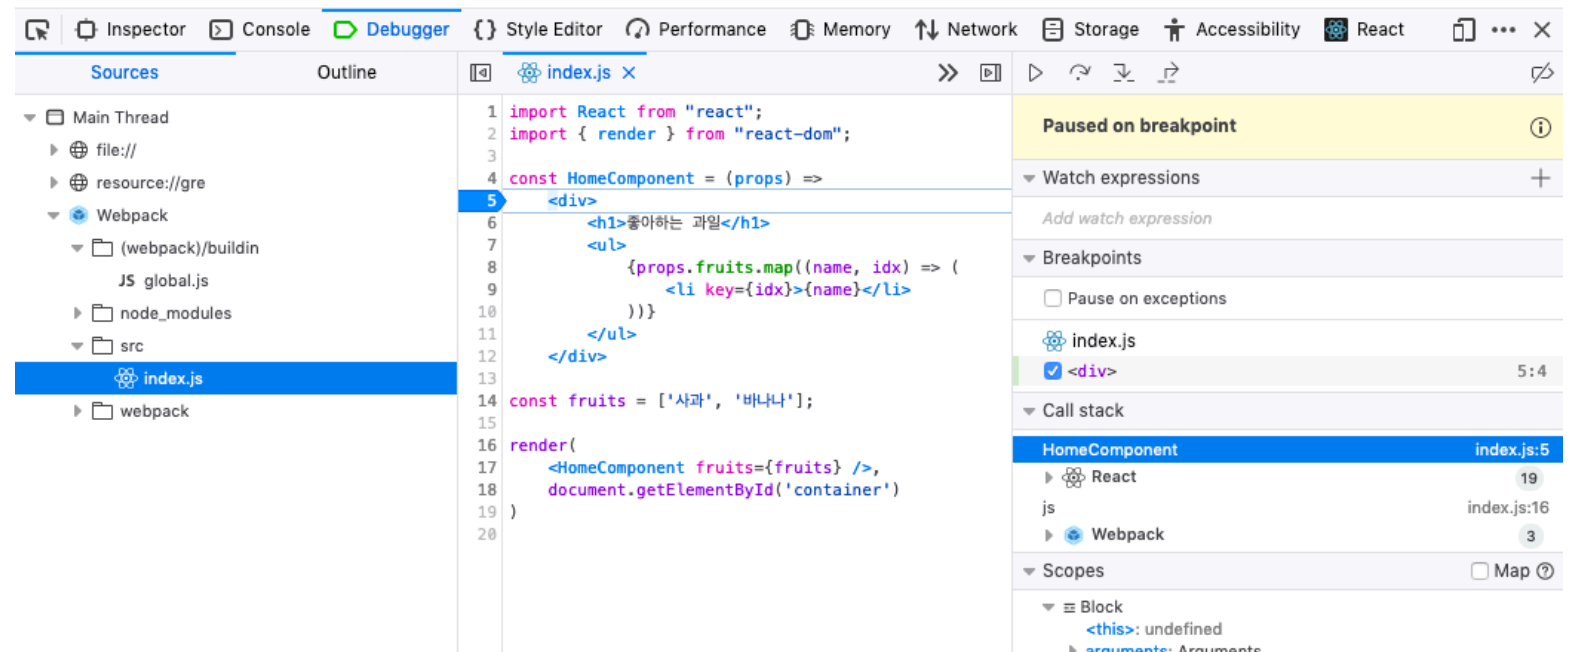 Inspector Console Debugger Style Editor Performance Memory Network Storage Accessibility React
Sources Outline
Main Thread
file://
resource://gre
Webpack
(webpack)/buildin
JS global.js
node_modules
src
index.js
webpack
index.js
1 import React from "react";
2 import { render } from "react-dom";
3
4 const HomeComponent = (props) =>
5 <div>
6 <h1>좋아하는 과일</h1>
7 <ul>
8 {props.fruits.map((name, idx) => (
9 <li key={idx}>{name}</li>
10 ))}
11 </ul>
12 </div>
13
14 const fruits = ['사과', '바나나'];
15
16 render(
17 <HomeComponent fruits={fruits} />,
18 document.getElementById('container')
19 )
20
Paused on breakpoint
Watch expressions
Add watch expression
Breakpoints
Pause on exceptions
index.js
<div> 5:4
Call stack
HomeComponent index.js:5
React 19
js index.js:16
Webpack 3
Scopes Map
Block
<this>: undefined
arguments: Arguments